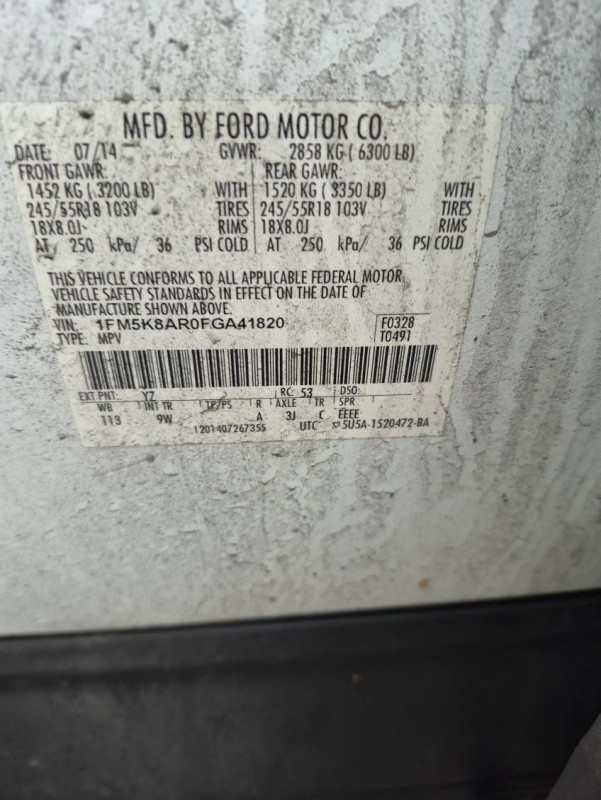 MFD. BY FORD MOTOR CO.
DATE: 07/14 GVWR: 2858 KG ( 6300 LB)
FRONT GAWR: REAR GAWR:
1452 KG ( 3200 LB) WITH 1520 KG ( 3350 LB) WITH
245/55R18 103V TIRES 245/55R18 103V TIRES
18X8.0J RIMS 18X8.0J RIMS
AT 250 kPa/ 36 PSI COLD AT 250 kPa/ 36 PSI COLD
THIS VEHICLE CONFORMS TO ALL APPLICABLE FEDERAL MOTOR
VEHICLE SAFETY STANDARDS IN EFFECT ON THE DATE OF
MANUFACTURE SHOWN ABOVE.
VIN: 1FM5K8AR0FGA41820 F0328
TYPE: MPV T0491
EXT PNT: YZ RC: 53 DSO:
WB INT TR TP/PS R AXLE TR SPR
113 9W A 3J C EEEE
1201407267355 UTC 5U5A-1520472-BA